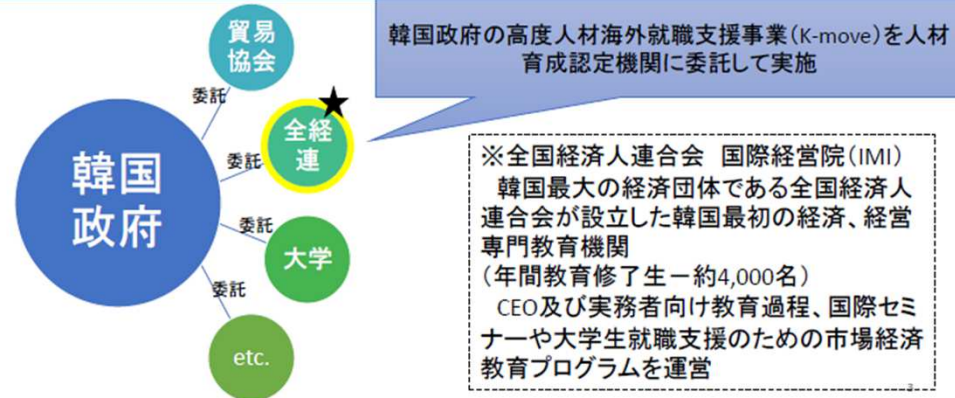 韓国政府の高度人材海外就職支援事業(K-move)を人材
育成認定機関に委託して実施
貿易
協会
委託
全経
連
委託
韓国
政府
委託
大学
委託
etc.
※全国経済人連合会 国際経営院(IMI)
韓国最大の経済団体である全国経済人
連合会が設立した韓国最初の経済、経営
専門教育機関
(年間教育修了生－約4,000名)
CEO及び実務者向け教育過程、国際セミ
ナーや大学生就職支援のための市場経済
教育プログラムを運営
3